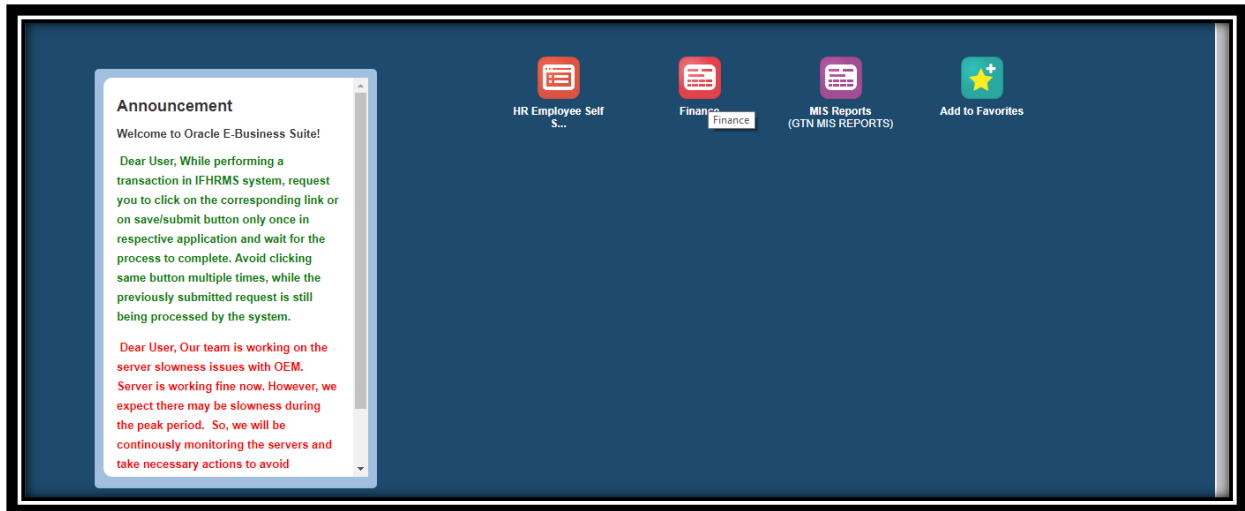 Announcement
Welcome to Oracle E-Business Suite!
Dear User, While performing a
transaction in IFHRMS system, request
you to click on the corresponding link or
on save/submit button only once in
respective application and wait for the
process to complete. Avoid clicking
same button multiple times, while the
previously submitted request is still
being processed by the system.
Dear User, Our team is working on the
server slowness issues with OEM.
Server is working fine now. However, we
expect there may be slowness during
the peak period. So, we will be
continously monitoring the servers and
take necessary actions to avoid
HR Employee Self
S...
Finance
Finance
MIS Reports
(GTN MIS REPORTS)
Add to Favorites